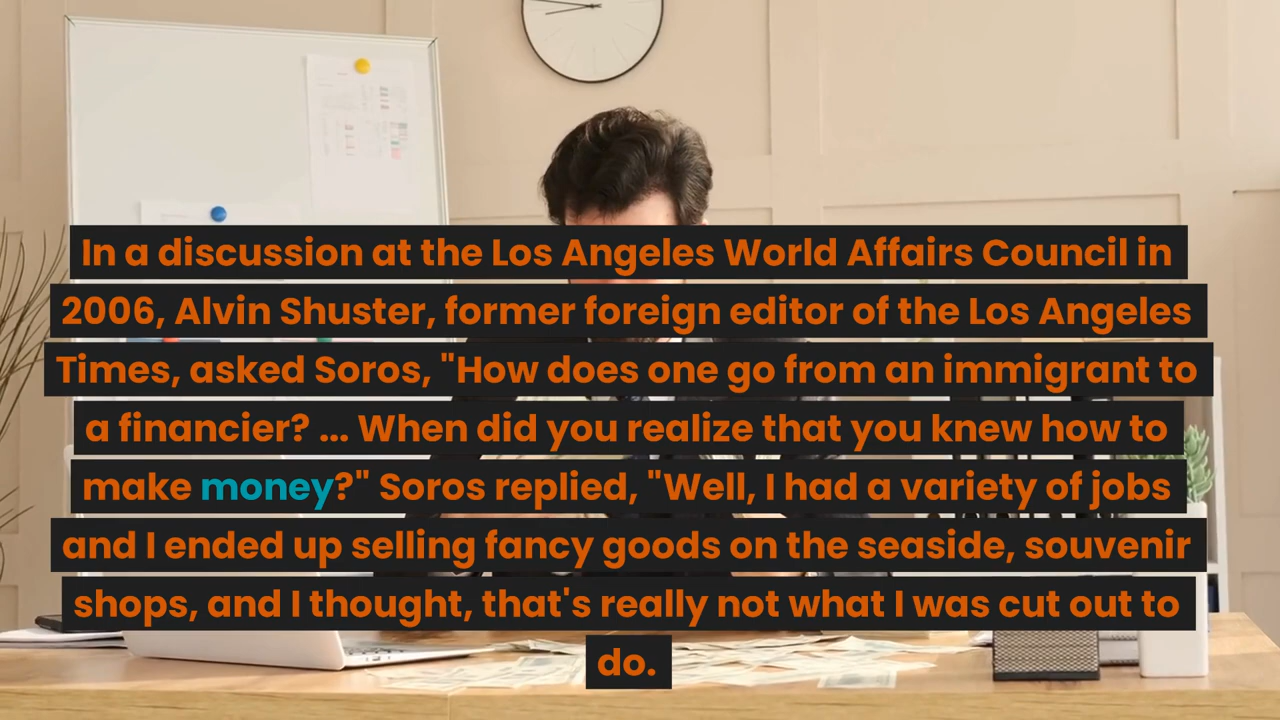 In a discussion at the Los Angeles World Affairs Council in
2006, Alvin Shuster, former foreign editor of the Los Angeles
Times, asked Soros, "How does one go from an immigrant to
a financier? ... When did you realize that you knew how to
make money?" Soros replied, "Well, I had a variety of jobs
and I ended up selling fancy goods on the seaside, souvenir
shops, and I thought, that's really not what I was cut out to
do.